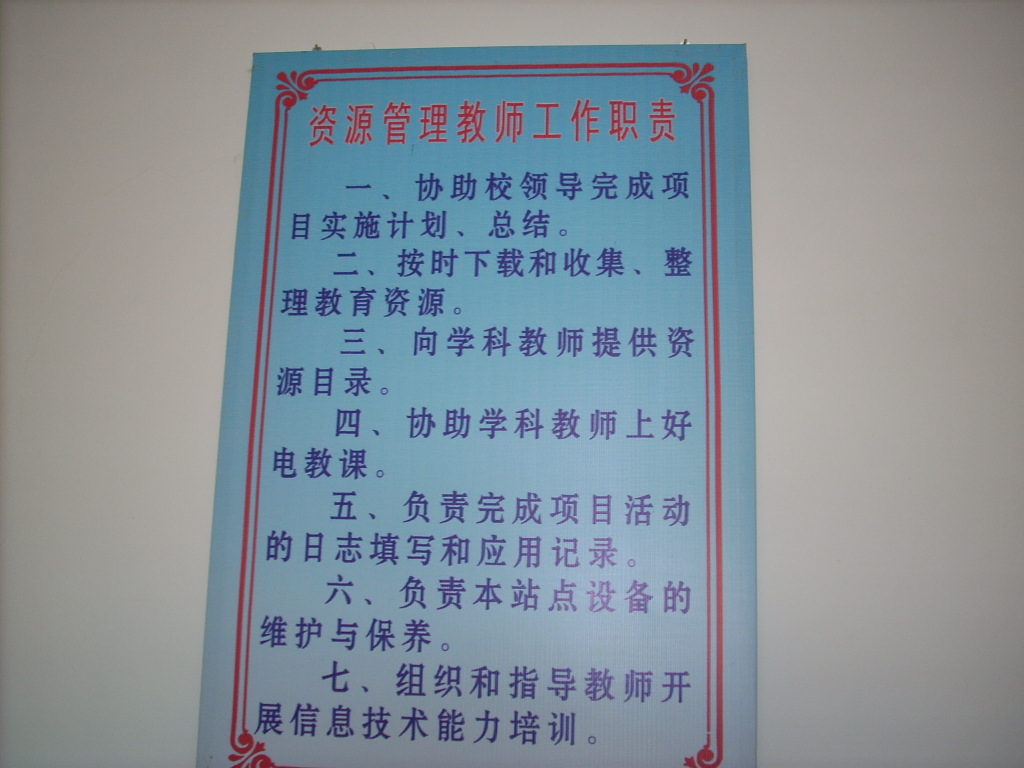 资源管理教师工作职责
一、协助校领导完成项
目实施计划、总结。
二、按时下载和收集、整
理教育资源。
三、向学科教师提供资
源目录。
四、协助学科教师上好
电教课。
五、负责完成项目活动
的日志填写和应用记录。
六、负责本站点设备的
维护与保养。
七、组织和指导教师开
展信息技术能力培训。